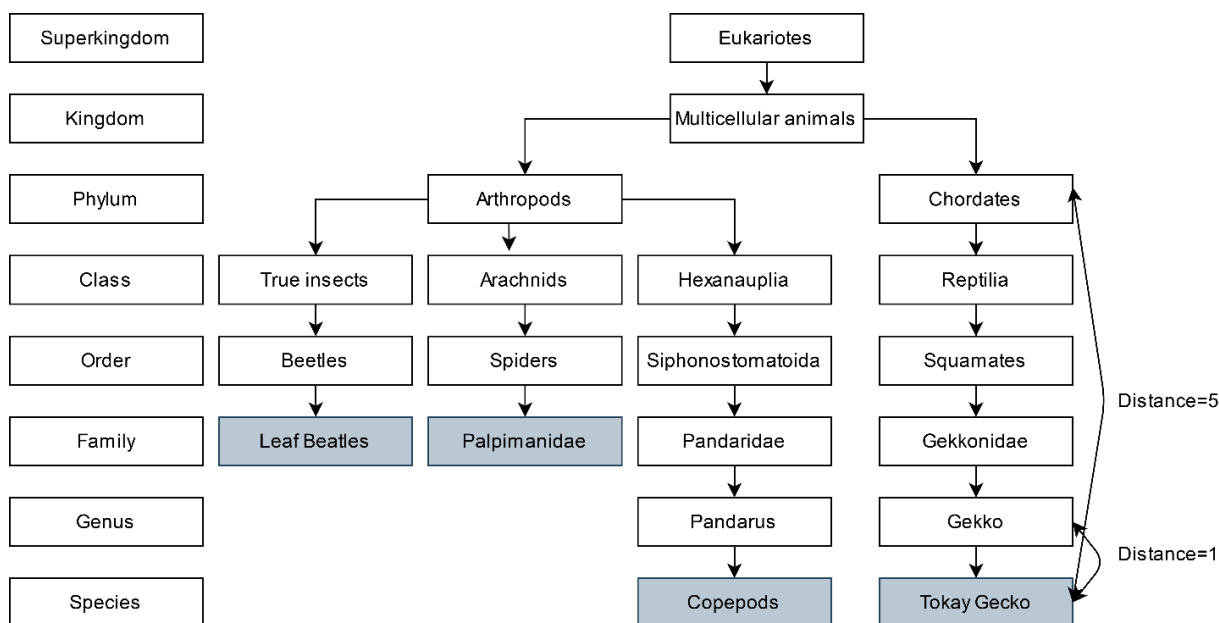 Superkingdom
Eukariotes
Kingdom
Multicellular animals
Phylum
Arthropods
Chordates
Class
True insects
Arachnids
Hexanauplia
Reptilia
Order
Beetles
Spiders
Siphonostomatoida
Squamates
Distance=5
Family
Leaf Beatles
Palpimanidae
Pandaridae
Gekkonidae
Genus
Pandarus
Gekko
Distance=1
Species
Copepods
Tokay Gecko